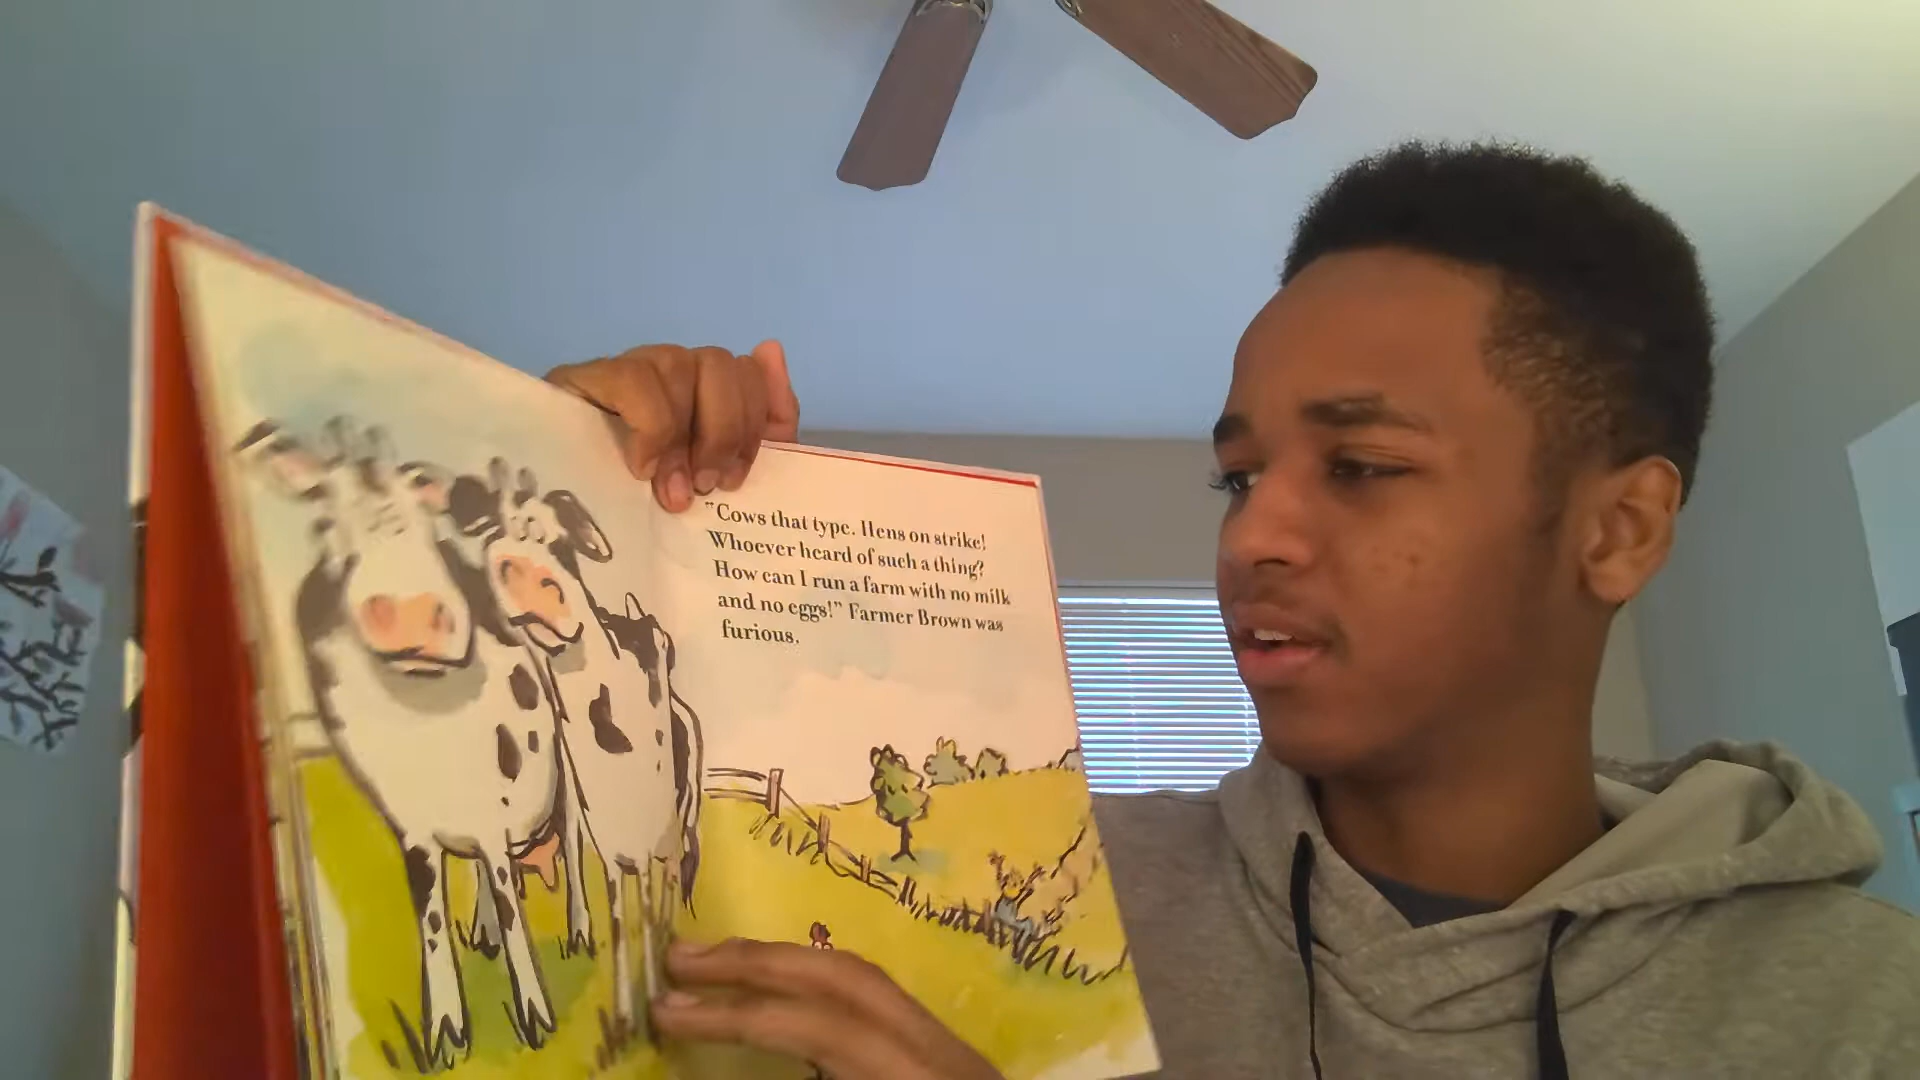 "Cows that type. Hens on strike!
Whoever heard of such a thing?
How can I run a farm with no milk
and no eggs!" Farmer Brown was
furious.